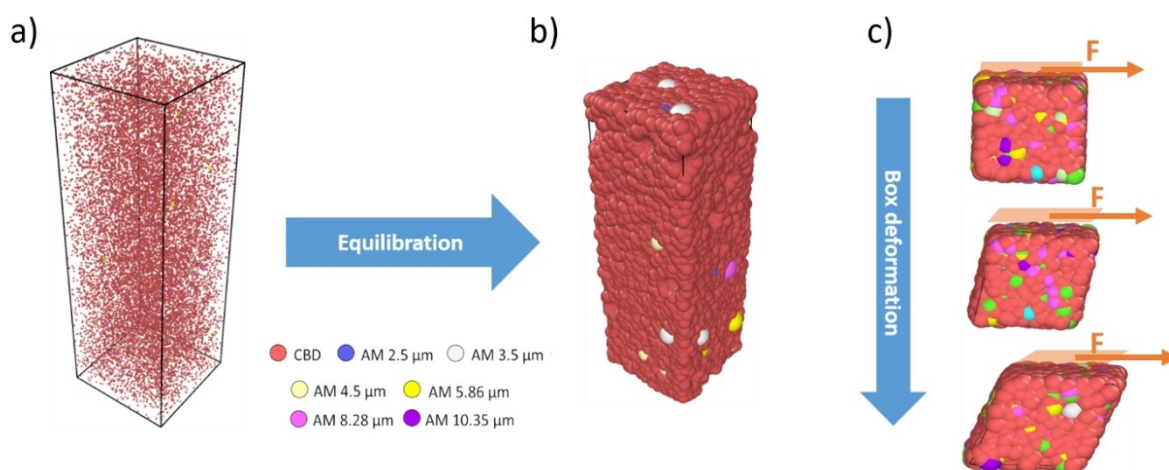 a)
b)
c)
F
Equilibration
Box deformation
F
CBD AM 2.5 μm AM 3.5 μm
AM 4.5 μm AM 5.86 μm
AM 8.28 μm AM 10.35 μm
F